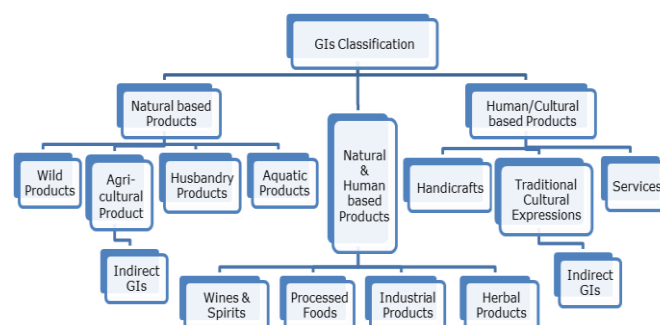 GIs Classification
Natural based
Products
Human/Cultural
based Products
Natural
&
Human
based
Products
Wild
Products
Agri-
cultural
Product
Husbandry
Products
Aquatic
Products
Handicrafts
Traditional
Cultural
Expressions
Services
Indirect
GIs
Indirect
GIs
Wines &
Spirits
Processed
Foods
Industrial
Products
Herbal
Products